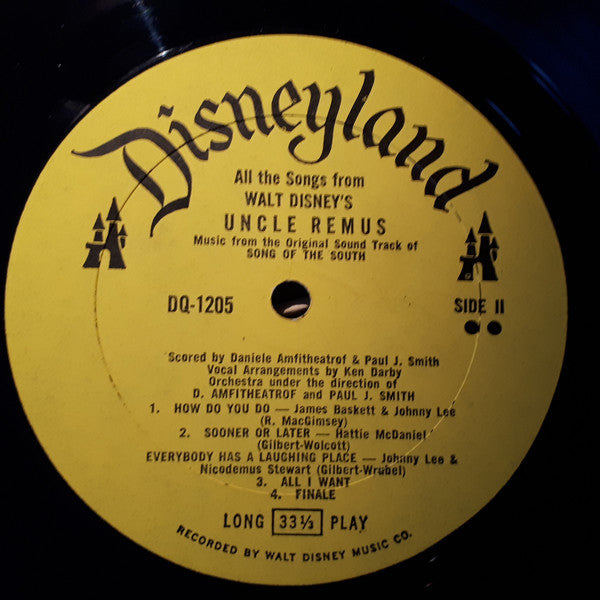 Disneyland
All the Songs from
WALT DISNEY'S
UNCLE REMUS
Music from the Original Sound Track of
SONG OF THE SOUTH
DQ-1205
SIDE II
Scored by Daniele Amfitheatrof & Paul J. Smith
Vocal Arrangements by Ken Darby
Orchestra under the direction of
D. AMFITHEATROF and PAUL J. SMITH
1. HOW DO YOU DO — James Baskett & Johnny Lee
(R. MacGimsey)
2. SOONER OR LATER — Hattie McDaniel
(Gilbert-Wolcott)
EVERYBODY HAS A LAUGHING PLACE — Johnny Lee &
Nicodemus Stewart (Gilbert-Wrubel)
3. ALL I WANT
4. FINALE
LONG 33⅓ PLAY
RECORDED BY WALT DISNEY MUSIC CO.